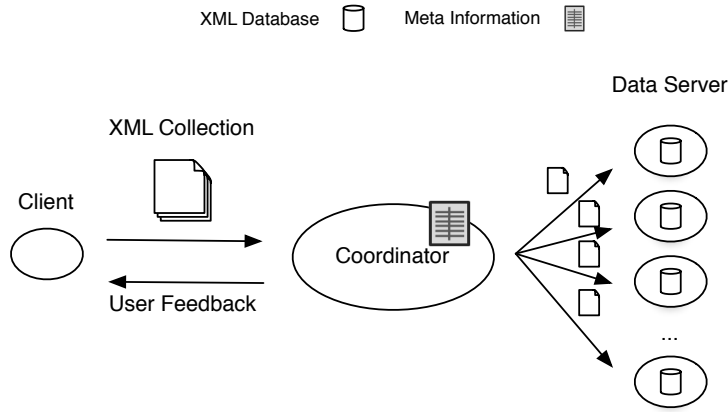 XML Database
Meta Information
Data Server
XML Collection
Client
Coordinator
User Feedback
...